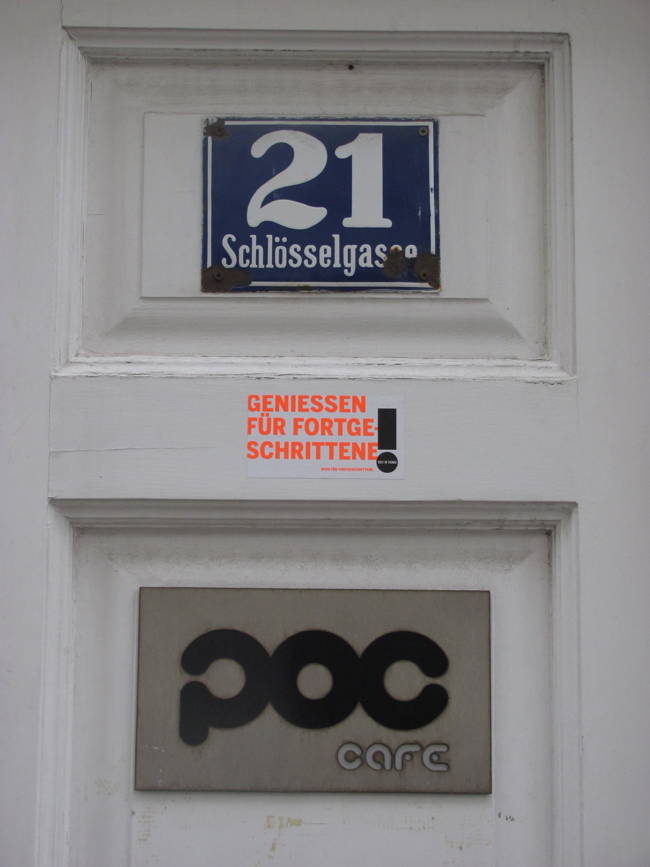 21
Schlösselgasse
GENIESSEN
FÜR FORTGE-
SCHRITTENE!
poc
cafe